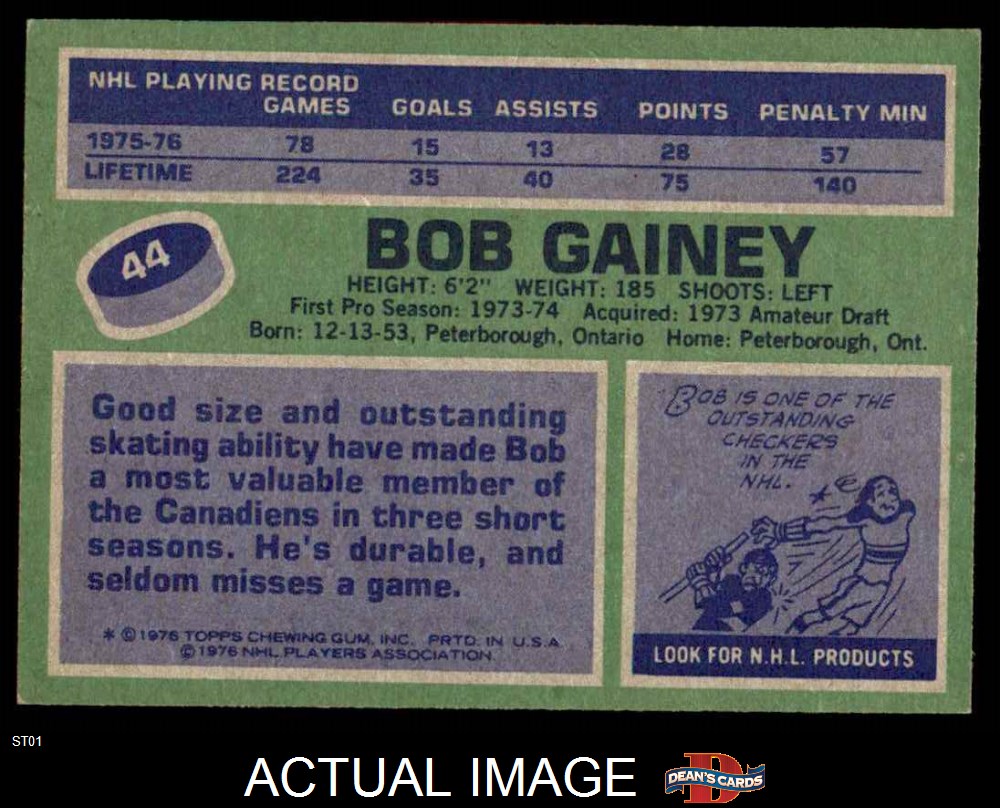 NHL PLAYING RECORD
GAMES GOALS ASSISTS POINTS PENALTY MIN
1975-76 78 15 13 28 57
LIFETIME 224 35 40 75 140
44
BOB GAINEY
HEIGHT: 6'2" WEIGHT: 185 SHOOTS: LEFT
First Pro Season: 1973-74 Acquired: 1973 Amateur Draft
Born: 12-13-53, Peterborough, Ontario Home: Peterborough, Ont.
Good size and outstanding
skating ability have made Bob
a most valuable member of
the Canadiens in three short
seasons. He's durable, and
seldom misses a game.
* ©1976 TOPPS CHEWING GUM, INC. PRTD. IN U.S.A.
©1976 NHL PLAYERS ASSOCIATION
BOB IS ONE OF THE
OUTSTANDING
CHECKERS
IN THE
NHL.
LOOK FOR N.H.L. PRODUCTS
ST01
ACTUAL IMAGE
DEAN'S CARDS